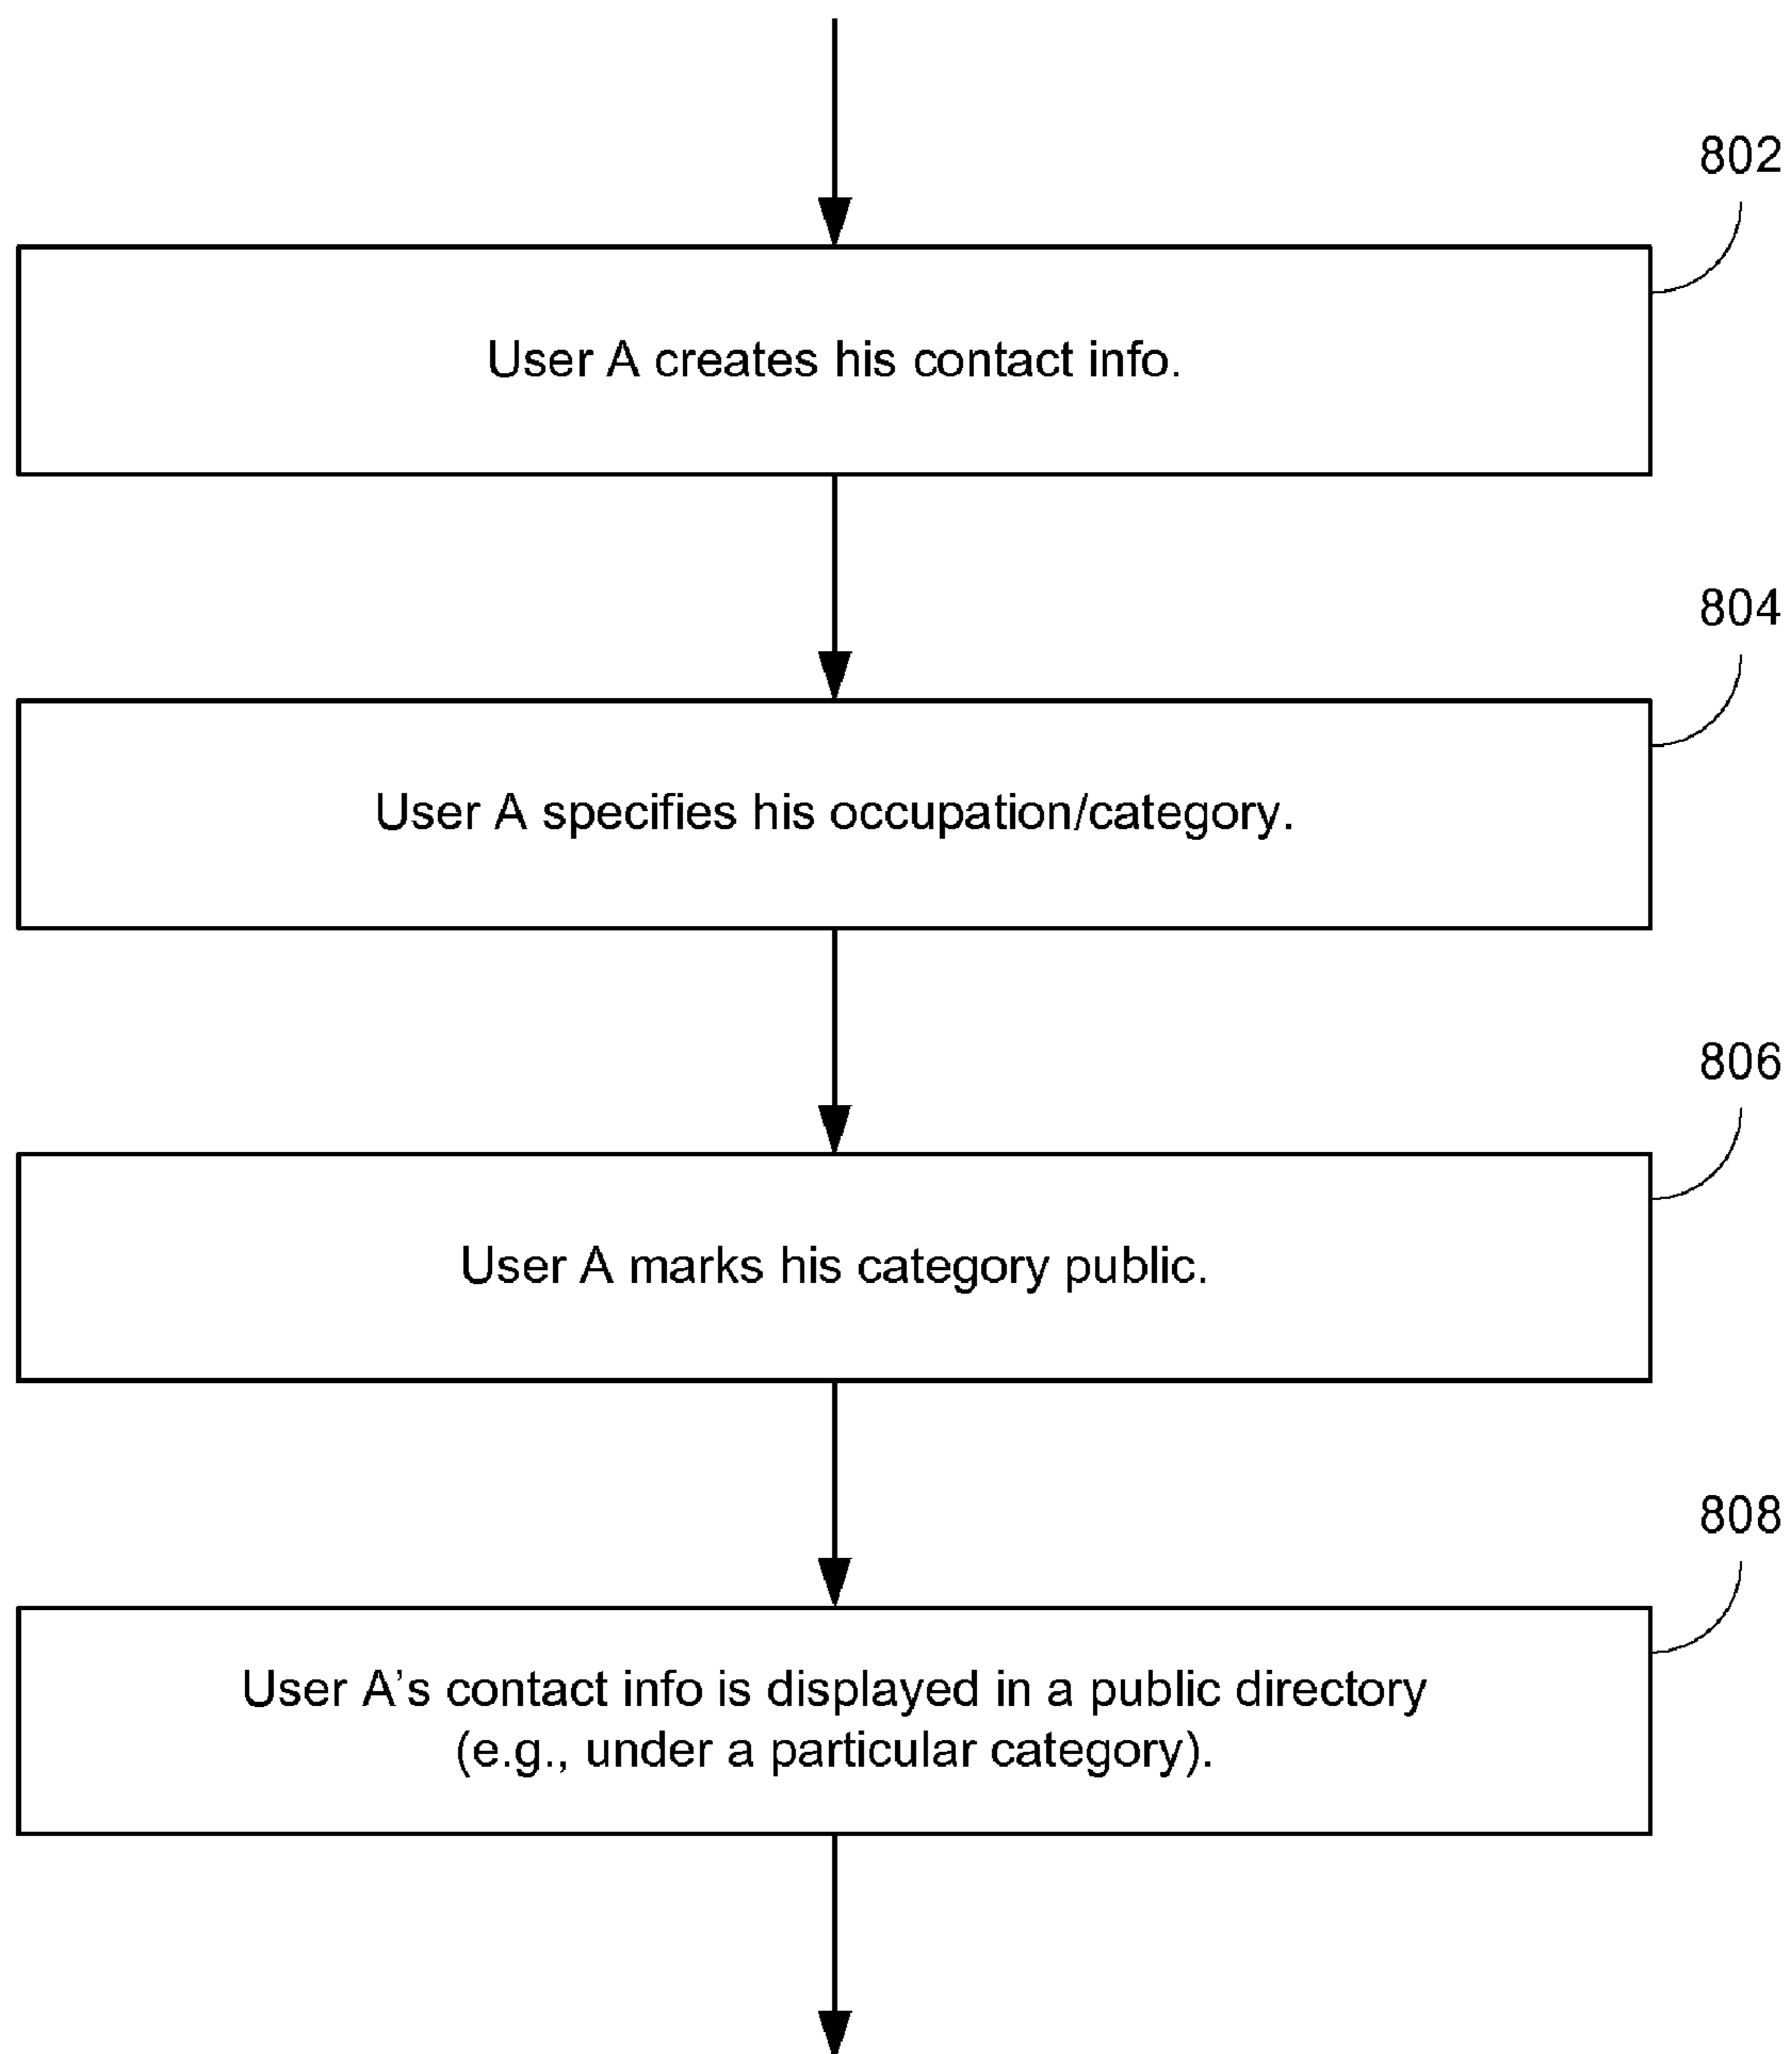 802
User A creates his contact info.
804
User A specifies his occupation/category.
806
User A marks his category public.
808
User A’s contact info is displayed in a public directory
(e.g., under a particular category).